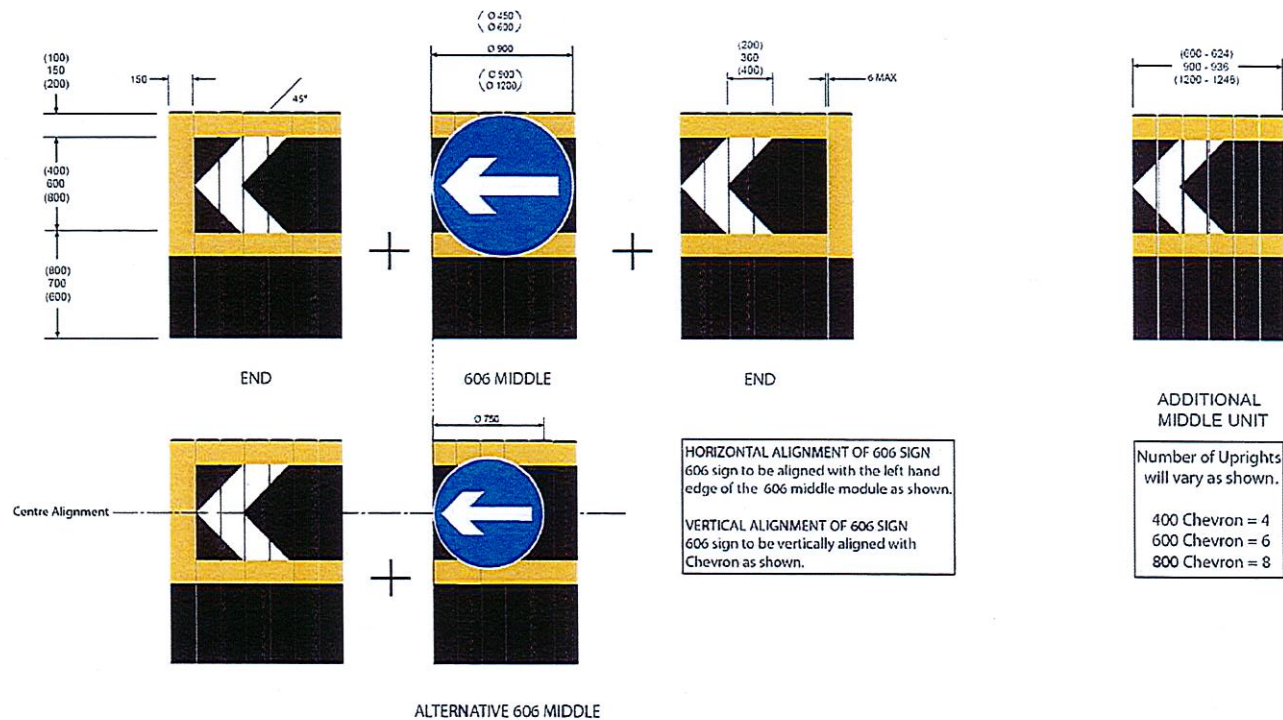 (100)
150
(200)
150
45°
(Ø 450)
(Ø 600)
Ø 900
(Ø 900)
(Ø 1200)
(200)
300
(400)
6 MAX
(600 - 624)
900 - 936
(1200 - 1248)
(400)
600
(800)
(800)
700
(600)
END
606 MIDDLE
END
ADDITIONAL
MIDDLE UNIT
Ø 750
Centre Alignment
HORIZONTAL ALIGNMENT OF 606 SIGN
606 sign to be aligned with the left hand
edge of the 606 middle module as shown.
VERTICAL ALIGNMENT OF 606 SIGN
606 sign to be vertically aligned with
Chevron as shown.
Number of Uprights
will vary as shown.
400 Chevron = 4
600 Chevron = 6
800 Chevron = 8
ALTERNATIVE 606 MIDDLE